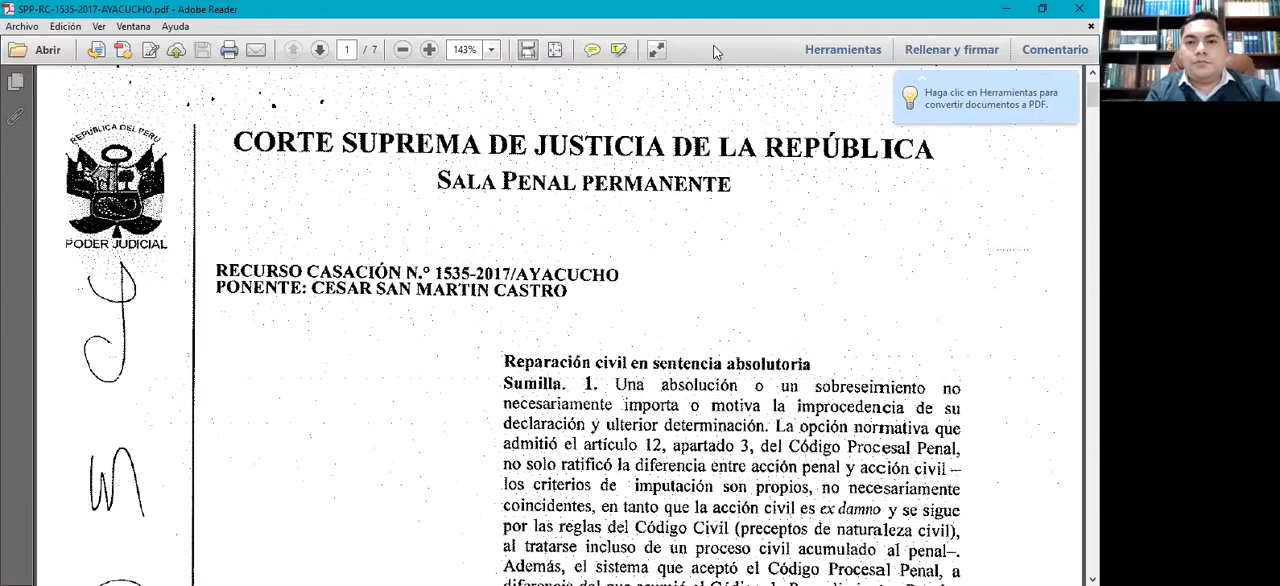 SPP-RC-1535-2017-AYACUCHO.pdf - Adobe Reader
Archivo Edición Ver Ventana Ayuda
Abrir 1 / 7 143% Herramientas Rellenar y firmar Comentario
Haga clic en Herramientas para
convertir documentos a PDF.
REPUBLICA DEL PERU
PODER JUDICIAL
CORTE SUPREMA DE JUSTICIA DE LA REPÚBLICA
SALA PENAL PERMANENTE
RECURSO CASACIÓN N.° 1535-2017/AYACUCHO
PONENTE: CESAR SAN MARTIN CASTRO
Reparación civil en sentencia absolutoria
Sumilla. 1. Una absolución o un sobreseimiento no
necesariamente importa o motiva la improcedencia de su
declaración y ulterior determinación. La opción normativa que
admitió el artículo 12, apartado 3, del Código Procesal Penal,
no solo ratificó la diferencia entre acción penal y acción civil –
los criterios de imputación son propios, no necesariamente
coincidentes, en tanto que la acción civil es ex damno y se sigue
por las reglas del Código Civil (preceptos de naturaleza civil),
al tratarse incluso de un proceso civil acumulado al penal–.
Además, el sistema que aceptó el Código Procesal Penal, a